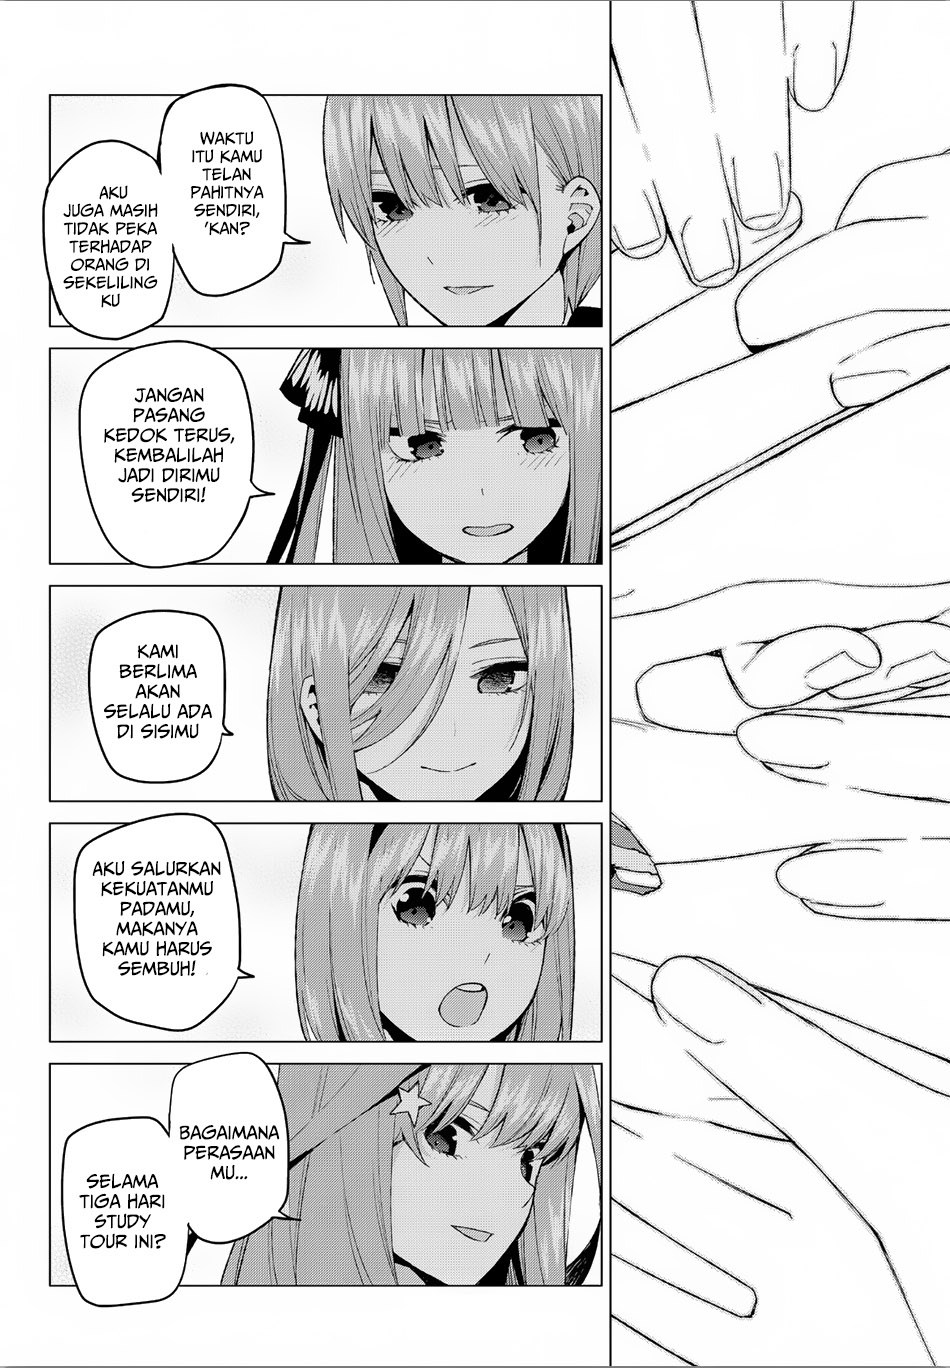 WAKTU
ITU KAMU
TELAN
PAHITNYA
SENDIRI,
'KAN?
AKU
JUGA MASIH
TIDAK PEKA
TERHADAP
ORANG DI
SEKELILING
KU
JANGAN
PASANG
KEDOK TERUS,
KEMBALILAH
JADI DIRIMU
SENDIRI!
KAMI
BERLIMA
AKAN
SELALU ADA
DI SISIMU
AKU SALURKAN
KEKUATANMU
PADAMU,
MAKANYA
KAMU HARUS
SEMBUH!
BAGAIMANA
PERASAAN
MU...
SELAMA
TIGA HARI
STUDY
TOUR INI?